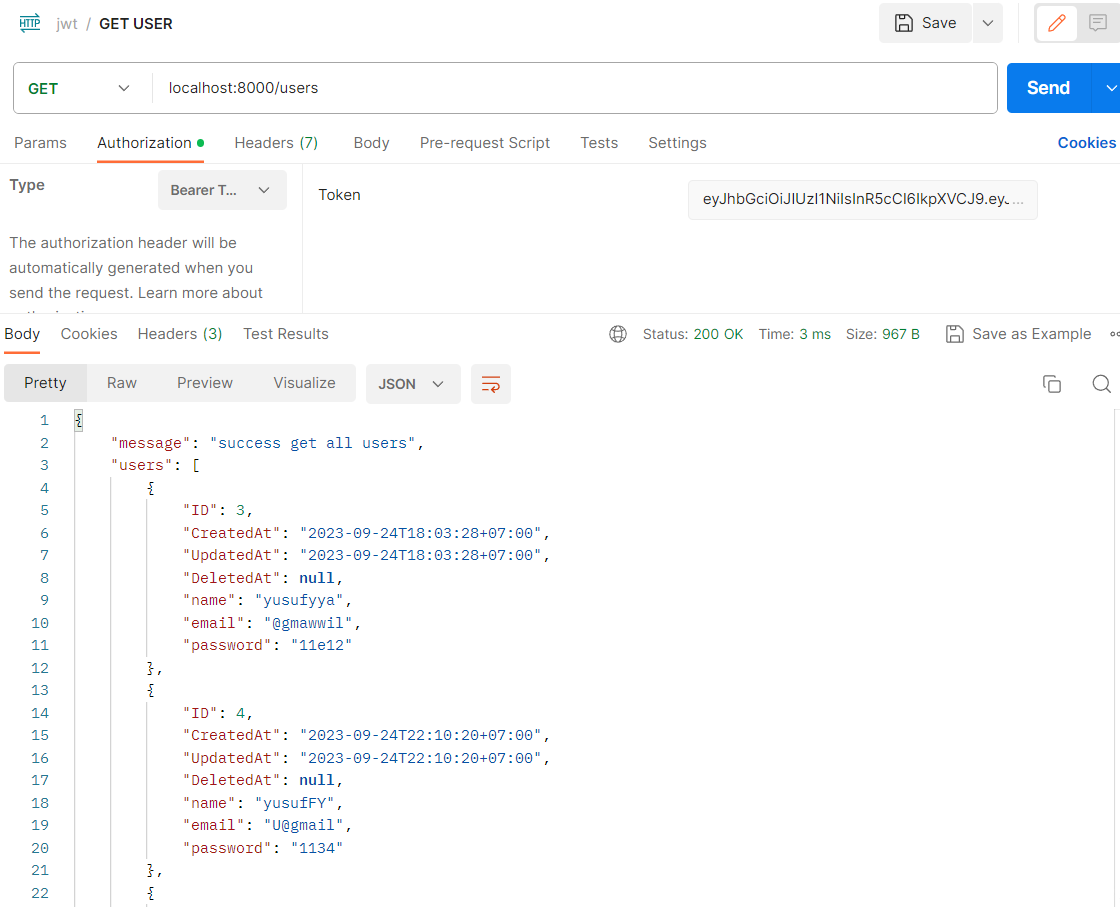 HTTP jwt / GET USER Save
GET localhost:8000/users Send
Params Authorization Headers (7) Body Pre-request Script Tests Settings Cookies
Type Bearer T... Token eyJhbGciOiJIUzI1NiIsInR5cCI6IkpXVCJ9.ey. ...
The authorization header will be
automatically generated when you
send the request. Learn more about
Body Cookies Headers (3) Test Results Status: 200 OK Time: 3 ms Size: 967 B Save as Example
Pretty Raw Preview Visualize JSON
1 {
2 "message": "success get all users",
3 "users": [
4 {
5 "ID": 3,
6 "CreatedAt": "2023-09-24T18:03:28+07:00",
7 "UpdatedAt": "2023-09-24T18:03:28+07:00",
8 "DeletedAt": null,
9 "name": "yusufyya",
10 "email": "@gmawwil",
11 "password": "11e12"
12 },
13 {
14 "ID": 4,
15 "CreatedAt": "2023-09-24T22:10:20+07:00",
16 "UpdatedAt": "2023-09-24T22:10:20+07:00",
17 "DeletedAt": null,
18 "name": "yusufFY",
19 "email": "U@gmail",
20 "password": "1134"
21 },
22 {